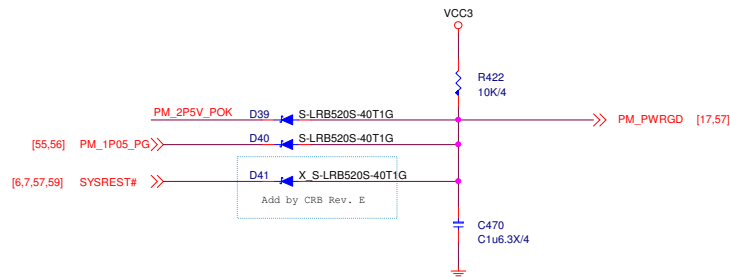 VCC3
R422
10K/4
PM_2P5V_POK D39 S-LRB520S-40T1G PM_PWRGD [17,57]
[55,56] PM_1P05_PG D40 S-LRB520S-40T1G
[6,7,57,59] SYSREST# D41 X_S-LRB520S-40T1G
Add by CRB Rev. E
C470
C1u6.3X/4